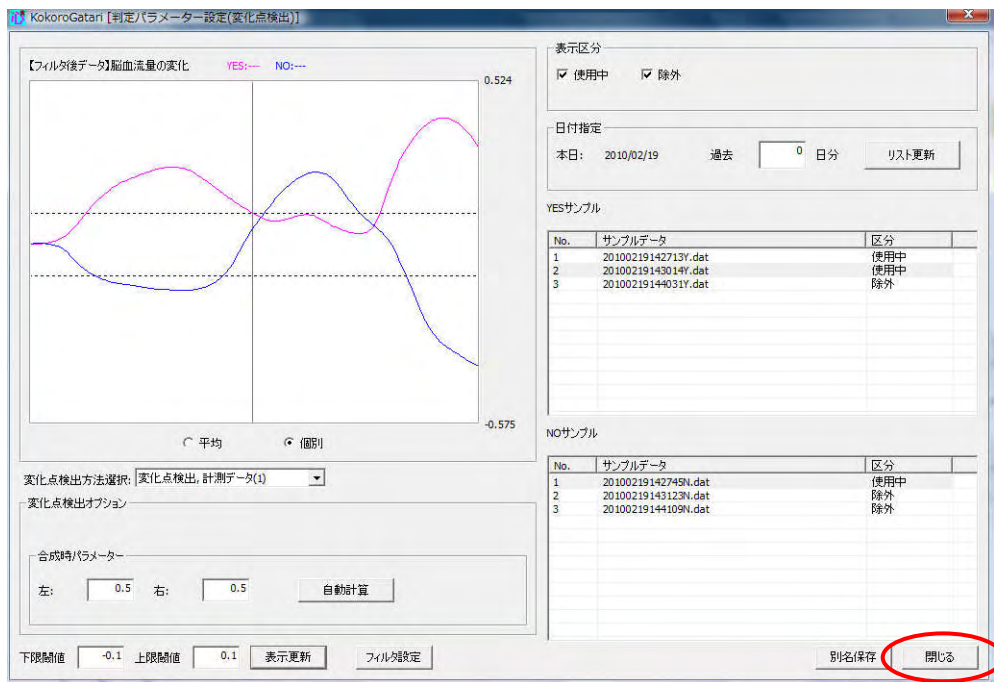 KokoroGatari [判定パラメーター設定(変化点検出)]
【フィルタ後データ】脳血流量の変化 YES:--- NO:---
0.524
-0.575
平均 個別
変化点検出方法選択: 変化点検出, 計測データ(1)
変化点検出オプション
合成時パラメーター
左: 0.5 右: 0.5 自動計算
下限閾値 -0.1 上限閾値 0.1 表示更新 フィルタ設定
表示区分
使用中 除外
日付指定
本日: 2010/02/19 過去 0 日分 リスト更新
YESサンプル
No. サンプルデータ 区分
1 20100219142713Y.dat 使用中
2 20100219143014Y.dat 使用中
3 20100219144031Y.dat 除外
NOサンプル
No. サンプルデータ 区分
1 20100219142745N.dat 使用中
2 20100219143123N.dat 除外
3 20100219144109N.dat 除外
別名保存 閉じる